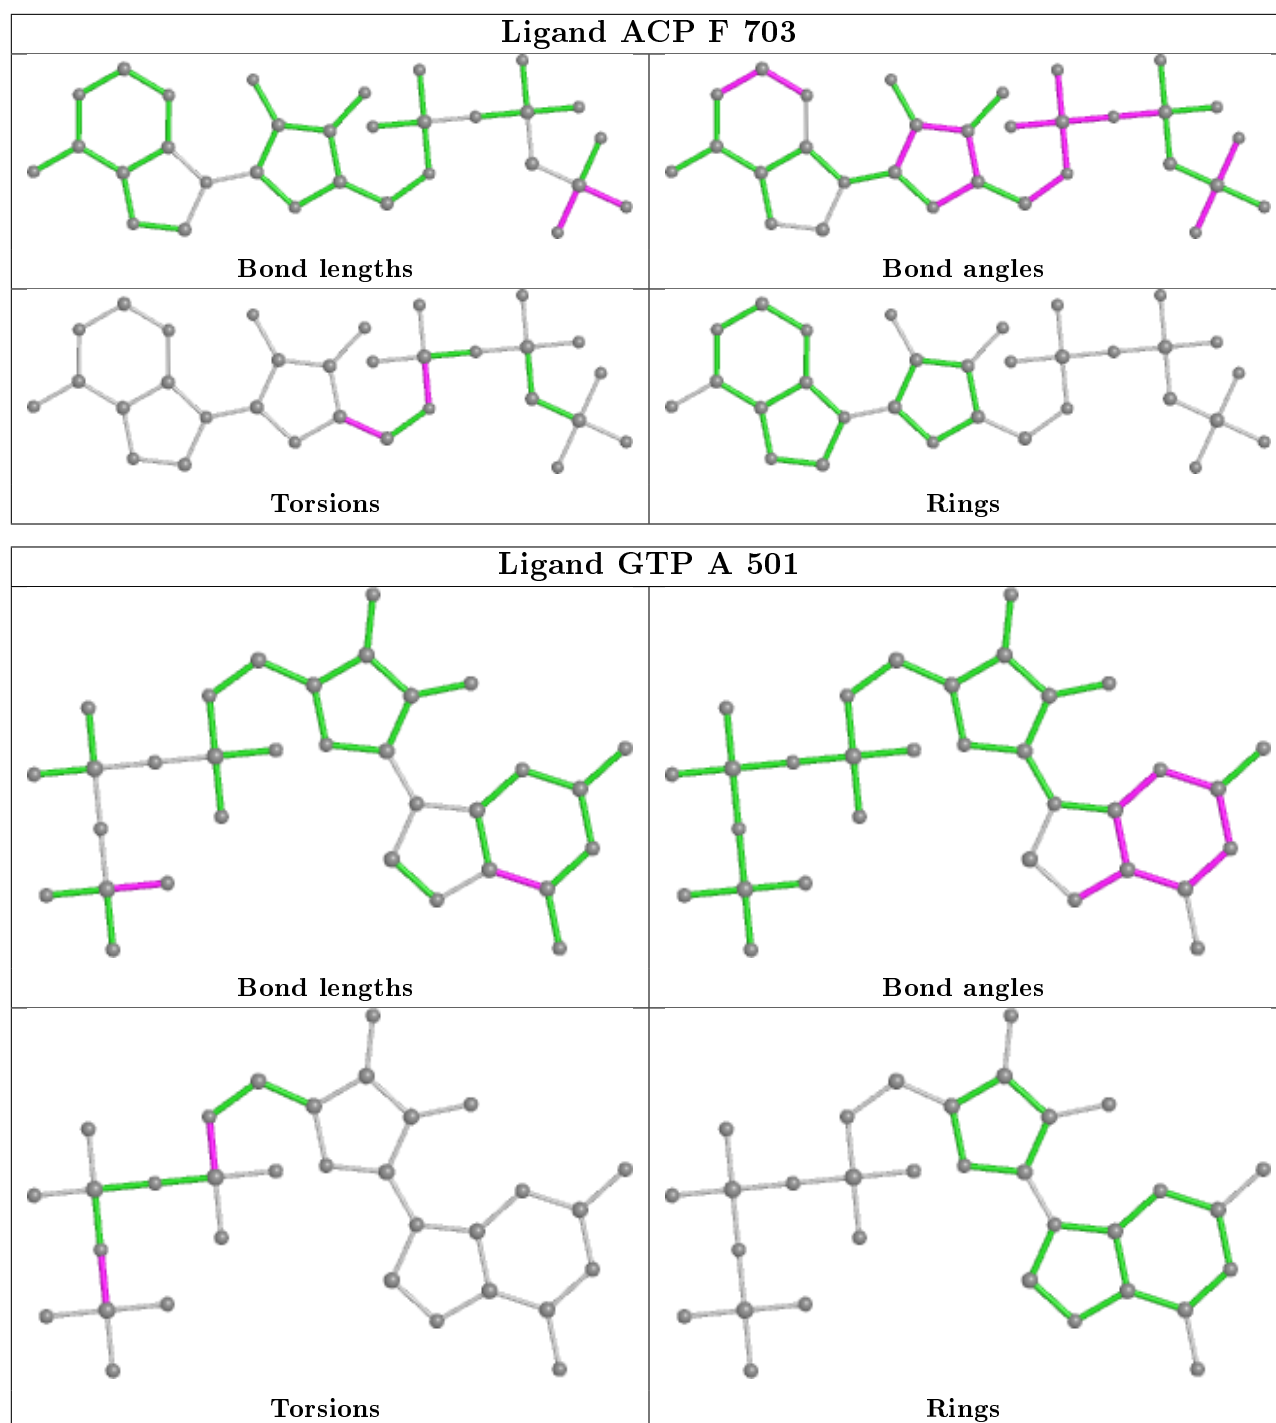 Ligand ACP F 703
Bond lengths
Bond angles
Torsions
Rings
Ligand GTP A 501
Bond lengths
Bond angles
Torsions
Rings